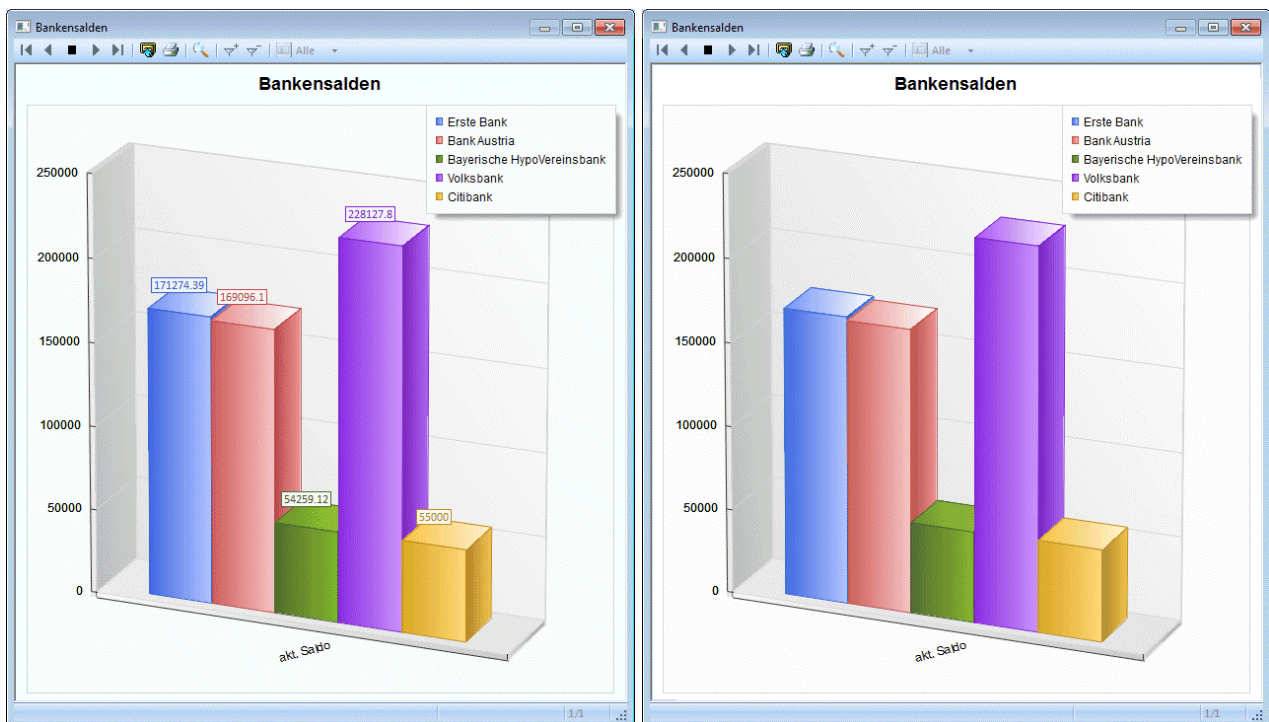 Bankensalden
Alle
Bankensalden
Erste Bank
Bank Austria
Bayerische HypoVereinsbank
Volksbank
Citibank
250000
200000
150000
100000
50000
0
228127.8
171274.39
169096.1
54259.12
55000
akt. Saldo
1/1
Bankensalden
Alle
Bankensalden
Erste Bank
Bank Austria
Bayerische HypoVereinsbank
Volksbank
Citibank
250000
200000
150000
100000
50000
0
akt. Saldo
1/1